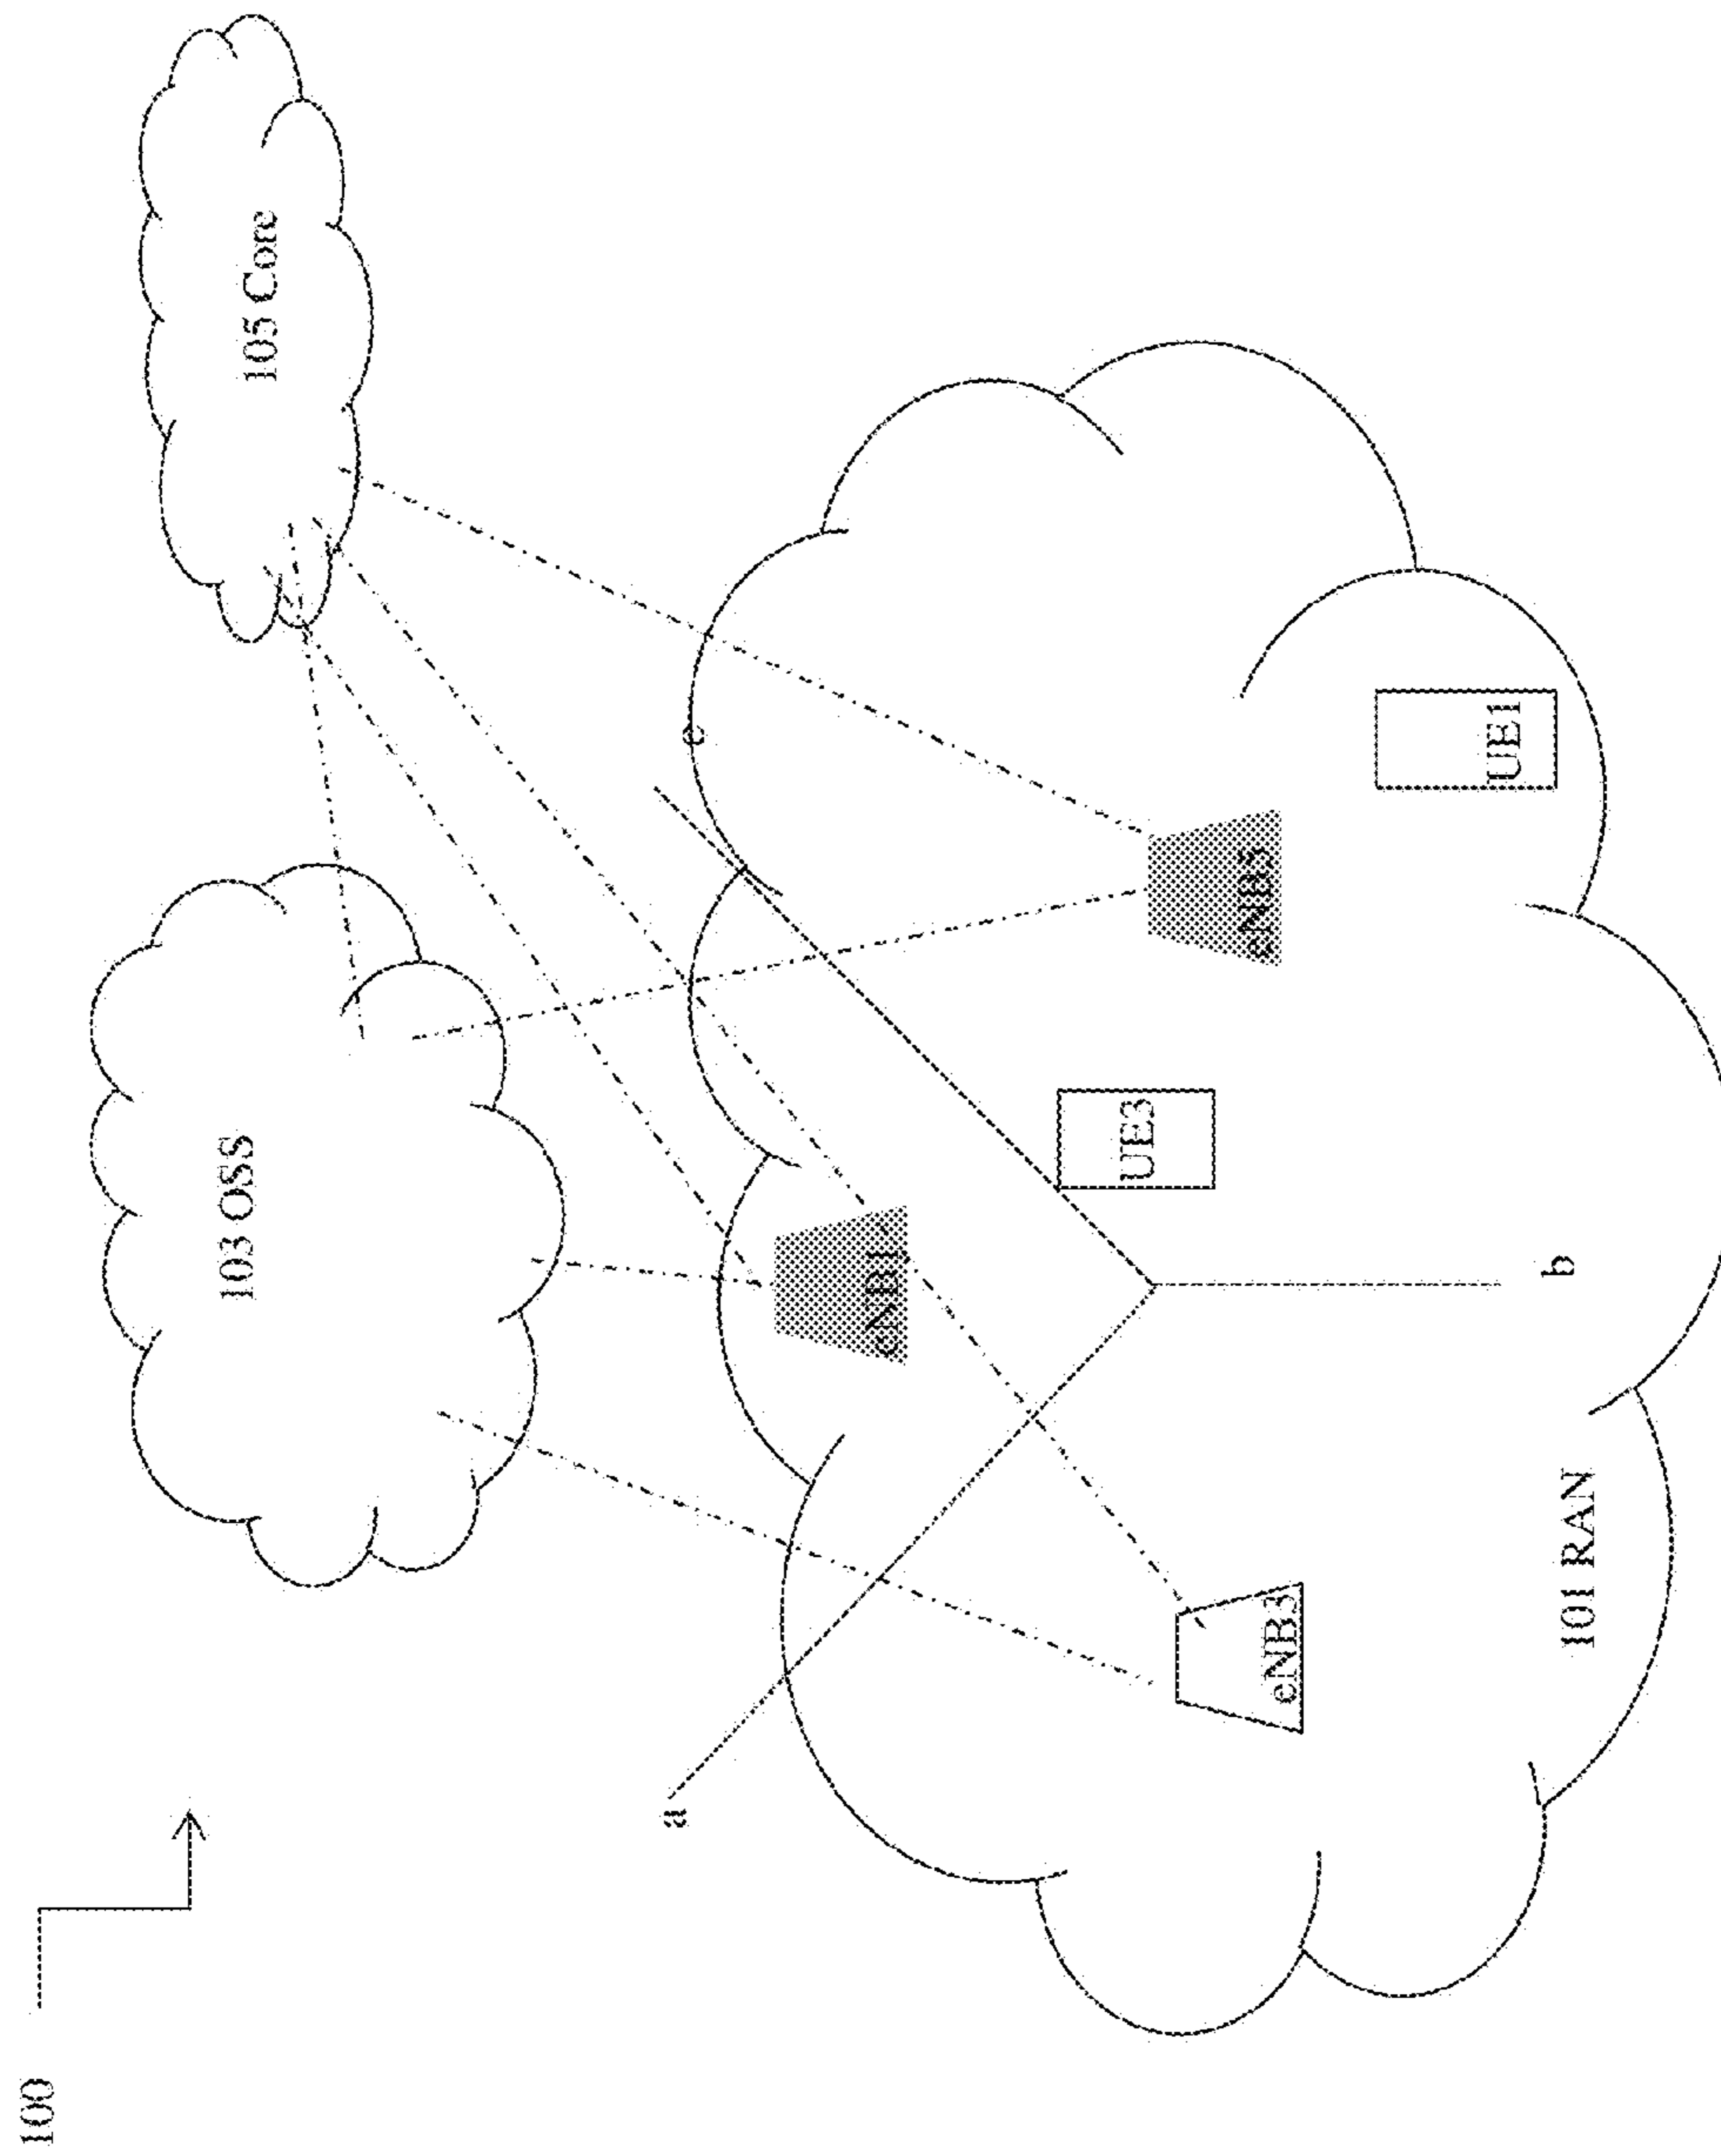 100
103 OSS
105 Core
a
c
eNB1
UE3
eNB3
eNB5
UE1
101 RAN
b